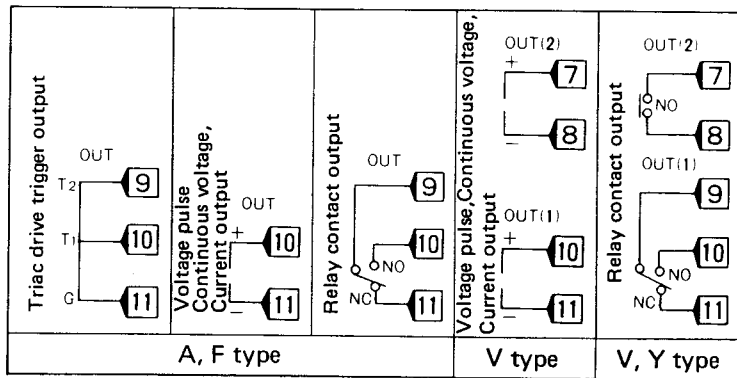 Triac drive trigger output
OUT
T2
9
T1
10
G
11
Voltage pulse
Continuous voltage,
Current output
OUT
+
10
−
11
Relay contact output
OUT
9
10
NO
NC
11
A, F type
Voltage pulse,Continuous voltage,
Current output
OUT(2)
+
7
−
8
OUT(1)
+
10
−
11
V type
Relay contact output
OUT'2)
7
NO
8
OUT(1)
9
10
NO
NC
11
V, Y type